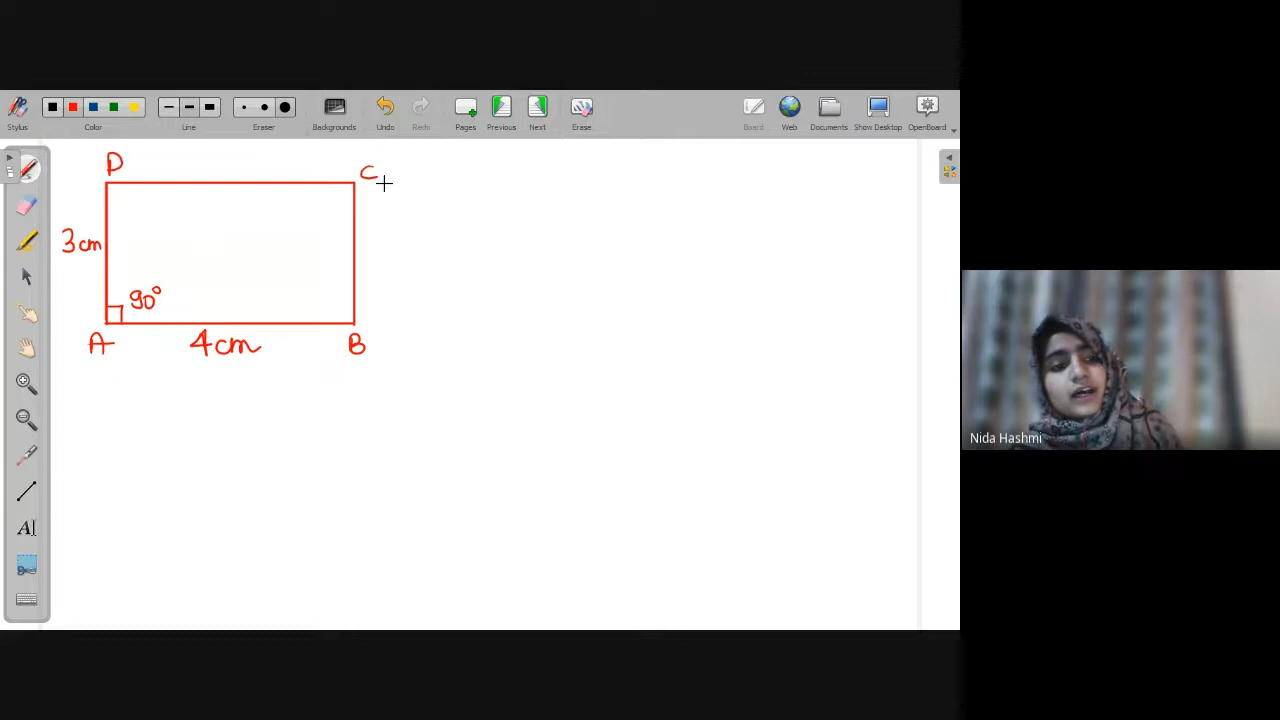 Stylus
Color
Line
Eraser
Backgrounds
Undo
Redo
Pages
Previous
Next
Erase
Board
Web
Documents
Show Desktop
OpenBoard
D
C
3cm
90°
A
4cm
B
A
Nida Hashmi